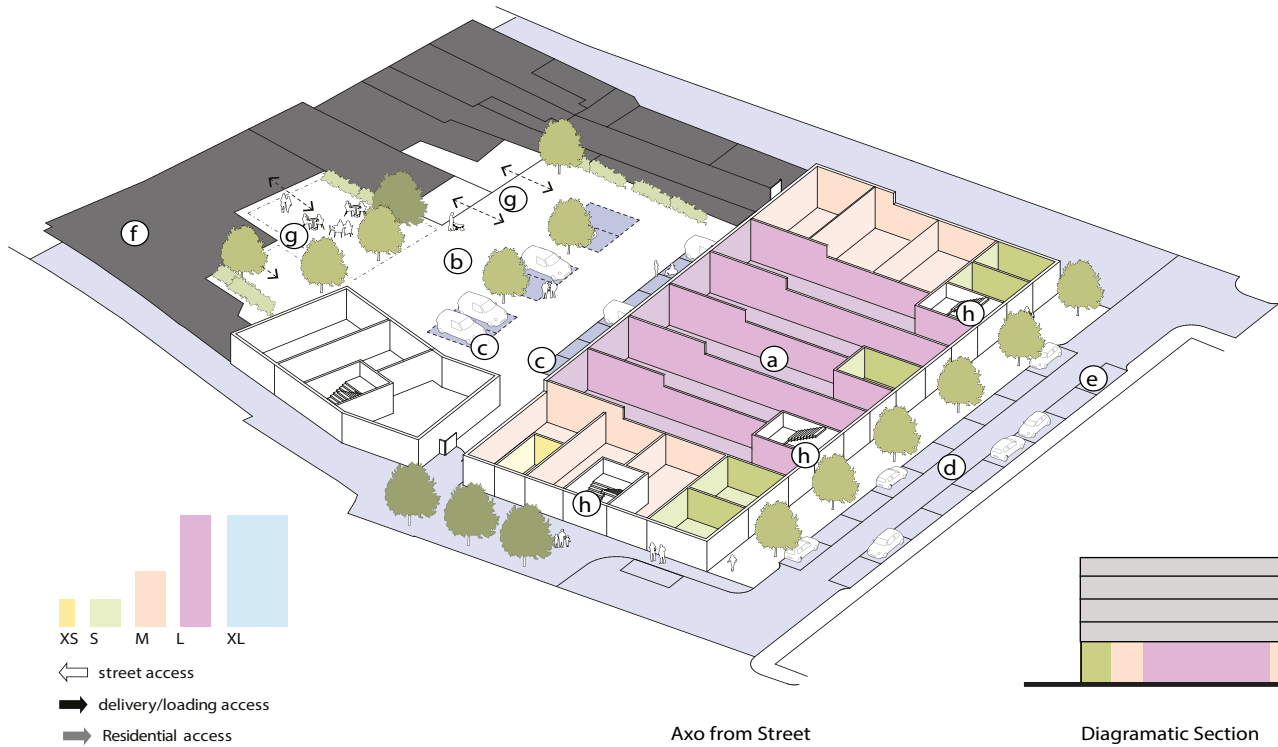 f
g
g
b
c
c
a
h
h
h
e
d
XS S M L XL
street access
delivery/loading access
Residential access
Axo from Street
Diagramatic Section